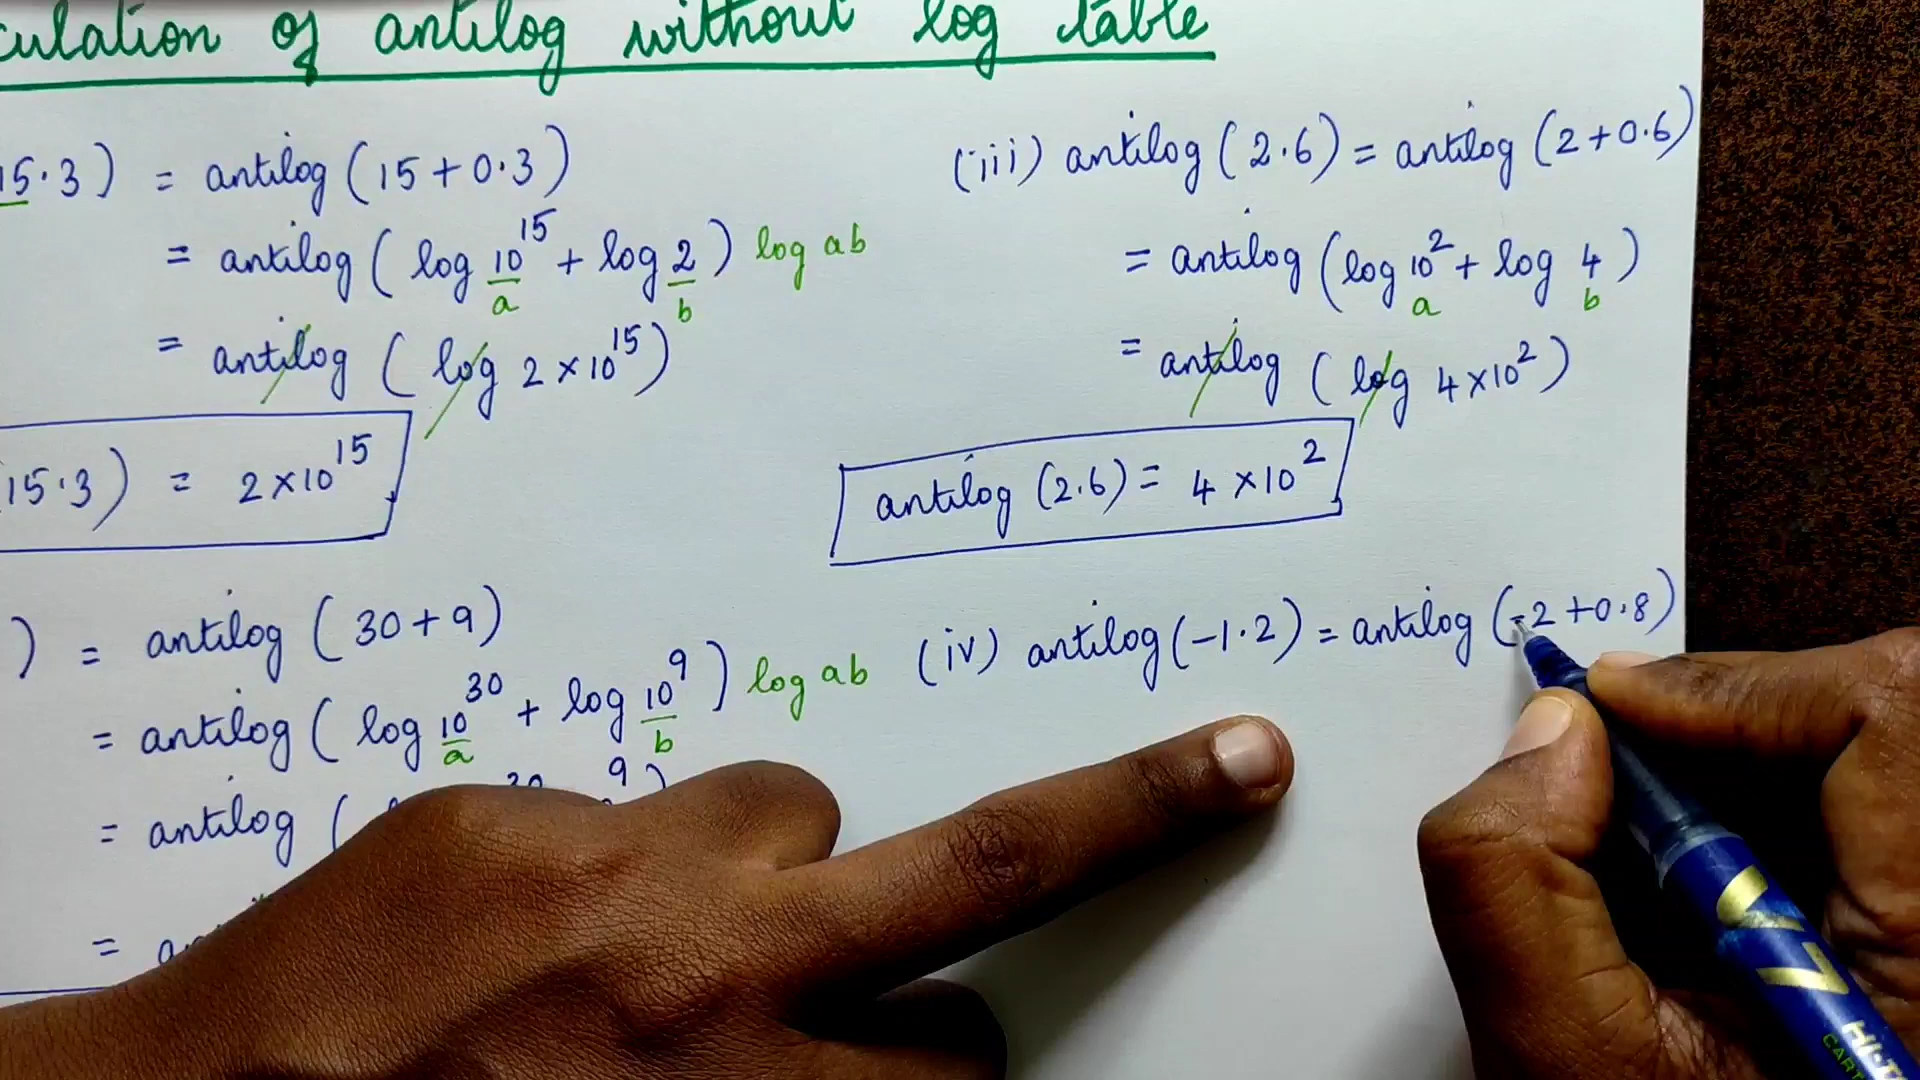 culation of antilog without log table
15.3) = antilog (15 + 0.3)
= antilog ( log 10^15 + log 2 ) log ab
a b
= antilog ( log 2 × 10^15 )
15.3) = 2 × 10^15
) = antilog ( 30 + 9 )
= antilog ( log 10^30 + log 10^9 ) log ab
a b
= antilog (
=
(iii) antilog ( 2.6 ) = antilog ( 2 + 0.6 )
= antilog ( log 10^2 + log 4 )
a b
= antilog ( log 4 × 10^2 )
antilog (2.6) = 4 × 10^2
(iv) antilog (-1.2) = antilog (-2 + 0.8)
V7